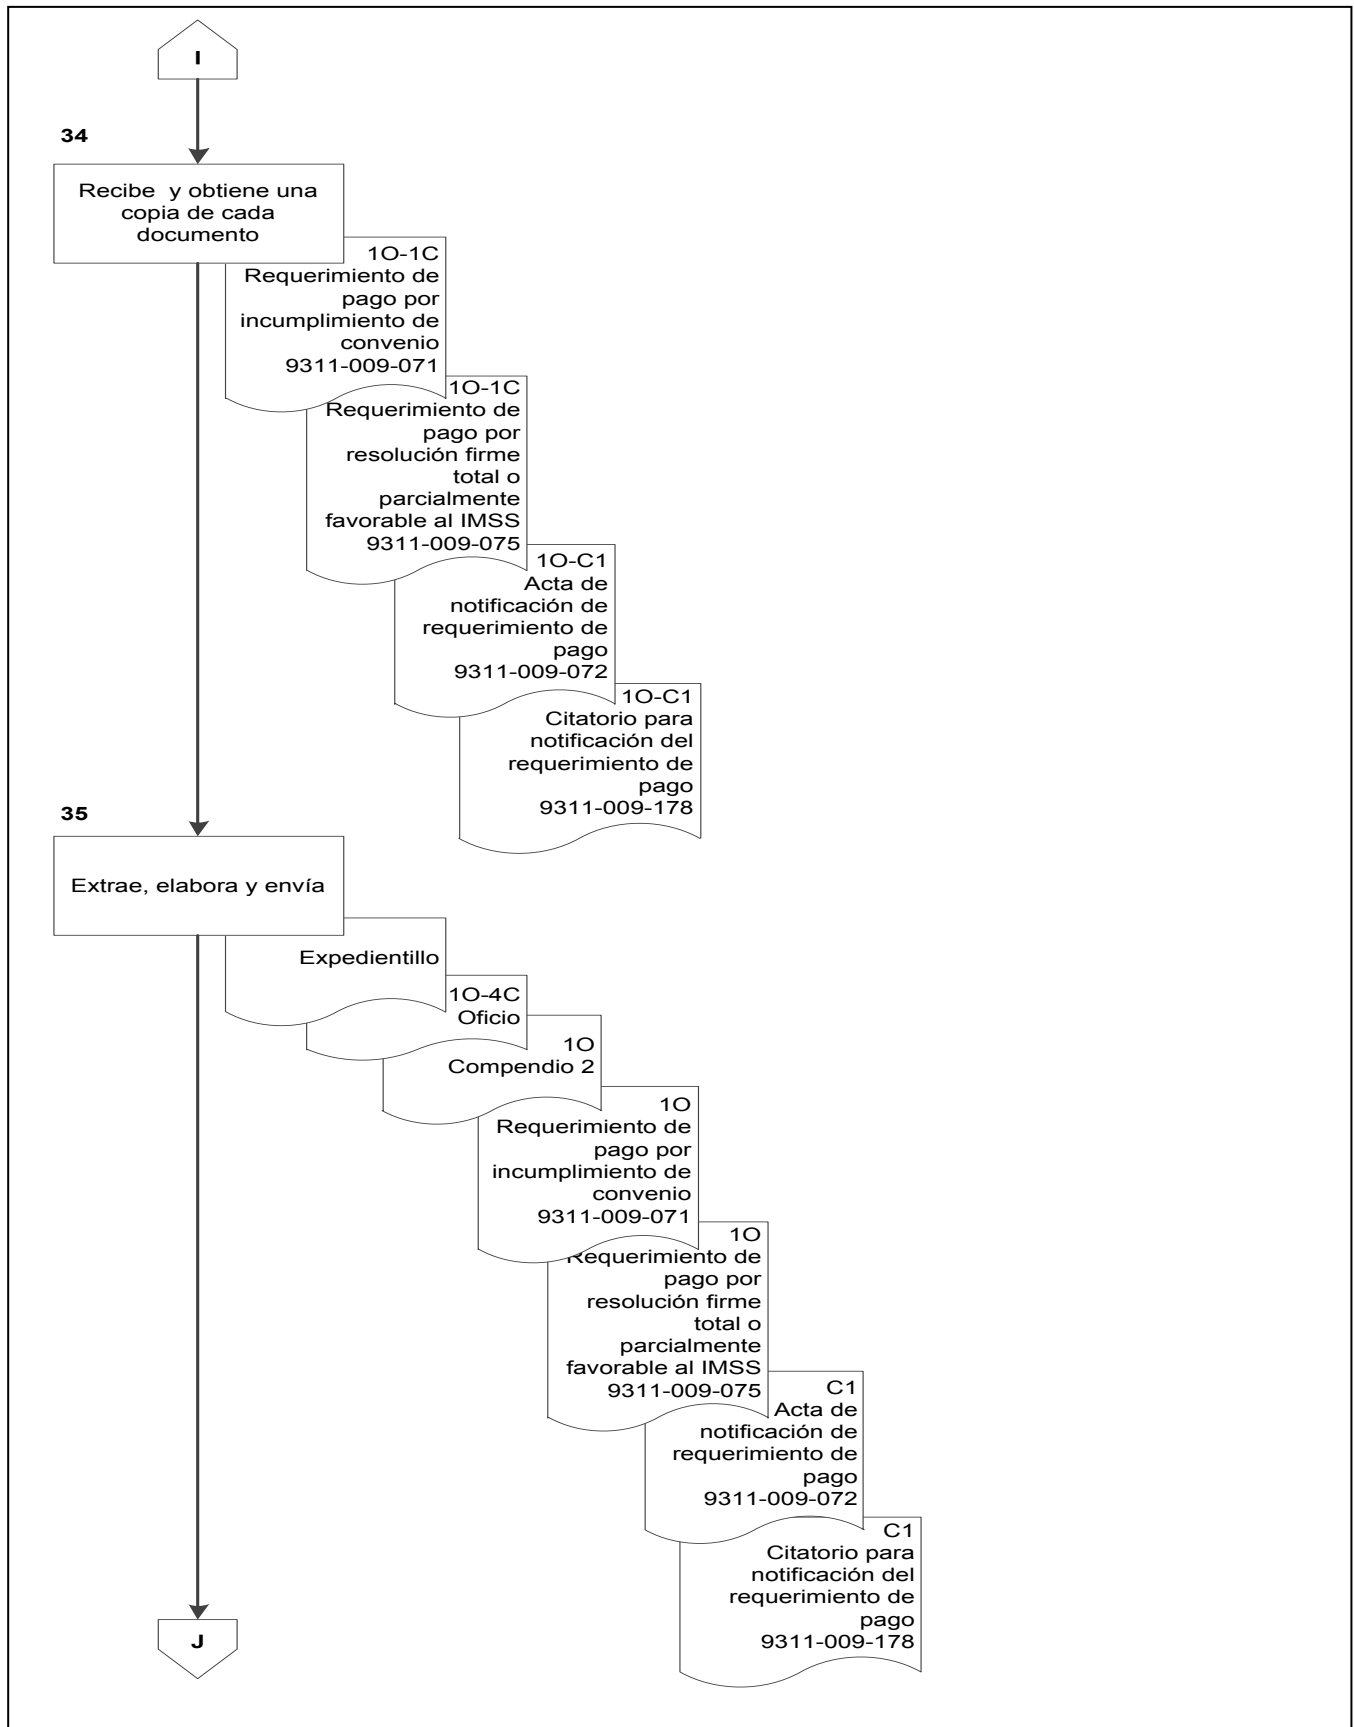 I
34
Recibe y obtiene una
copia de cada
documento
1O-1C
Requerimiento de
pago por
incumplimiento de
convenio
9311-009-071
1O-1C
Requerimiento de
pago por
resolución firme
total o
parcialmente
favorable al IMSS
9311-009-075
1O-C1
Acta de
notificación de
requerimiento de
pago
9311-009-072
1O-C1
Citatorio para
notificación del
requerimiento de
pago
9311-009-178
35
Extrae, elabora y envía
Expedientillo
1O-4C
Oficio
1O
Compendio 2
1O
Requerimiento de
pago por
incumplimiento de
convenio
9311-009-071
1O
Requerimiento de
pago por
resolución firme
total o
parcialmente
favorable al IMSS
9311-009-075
C1
Acta de
notificación de
requerimiento de
pago
9311-009-072
C1
Citatorio para
notificación del
requerimiento de
pago
9311-009-178
J